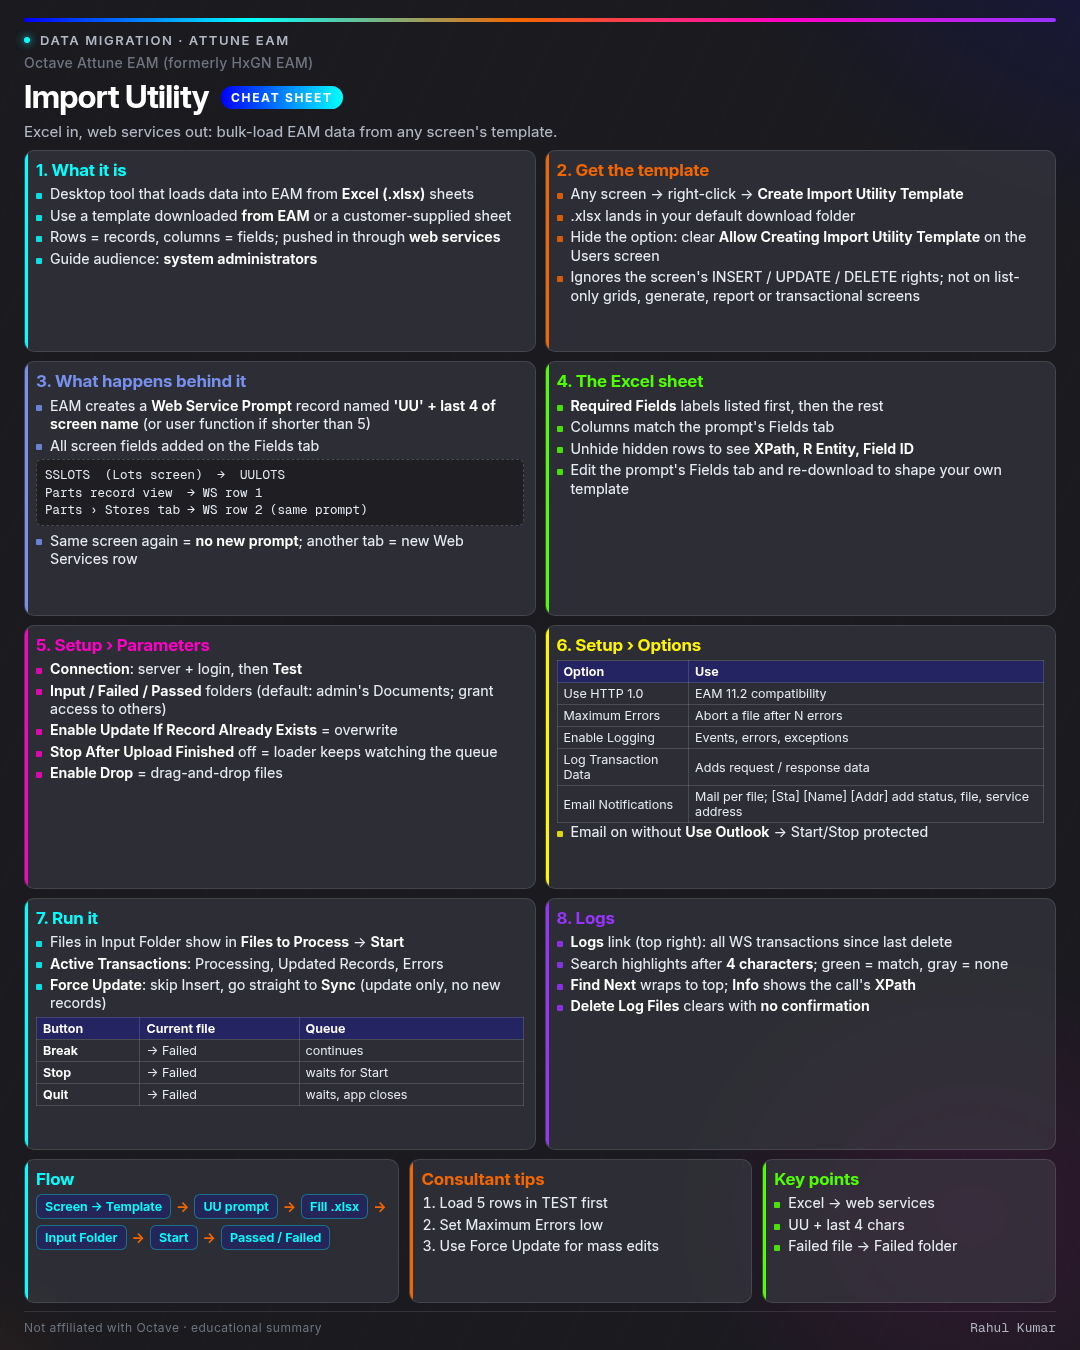 DATA MIGRATION · ATTUNE EAM
Octave Attune EAM (formerly HxGN EAM)
Import Utility CHEAT SHEET
Excel in, web services out: bulk-load EAM data from any screen's template.
1. What it is
Desktop tool that loads data into EAM from Excel (.xlsx) sheets
Use a template downloaded from EAM or a customer-supplied sheet
Rows = records, columns = fields; pushed in through web services
Guide audience: system administrators
2. Get the template
Any screen → right-click → Create Import Utility Template
.xlsx lands in your default download folder
Hide the option: clear Allow Creating Import Utility Template on the
Users screen
Ignores the screen's INSERT / UPDATE / DELETE rights; not on list-
only grids, generate, report or transactional screens
3. What happens behind it
EAM creates a Web Service Prompt record named 'UU' + last 4 of
screen name (or user function if shorter than 5)
All screen fields added on the Fields tab
SSLOTS (Lots screen) → UULOTS
Parts record view → WS row 1
Parts › Stores tab → WS row 2 (same prompt)
Same screen again = no new prompt; another tab = new Web
Services row
4. The Excel sheet
Required Fields labels listed first, then the rest
Columns match the prompt's Fields tab
Unhide hidden rows to see XPath, R Entity, Field ID
Edit the prompt's Fields tab and re-download to shape your own
template
5. Setup › Parameters
Connection: server + login, then Test
Input / Failed / Passed folders (default: admin's Documents; grant
access to others)
Enable Update If Record Already Exists = overwrite
Stop After Upload Finished off = loader keeps watching the queue
Enable Drop = drag-and-drop files
6. Setup › Options
Option Use
Use HTTP 1.0 EAM 11.2 compatibility
Maximum Errors Abort a file after N errors
Enable Logging Events, errors, exceptions
Log Transaction
Data Adds request / response data
Email Notifications Mail per file; [Sta] [Name] [Addr] add status, file, service
address
Email on without Use Outlook → Start/Stop protected
7. Run it
Files in Input Folder show in Files to Process → Start
Active Transactions: Processing, Updated Records, Errors
Force Update: skip Insert, go straight to Sync (update only, no new
records)
Button Current file Queue
Break → Failed continues
Stop → Failed waits for Start
Quit → Failed waits, app closes
8. Logs
Logs link (top right): all WS transactions since last delete
Search highlights after 4 characters; green = match, gray = none
Find Next wraps to top; Info shows the call's XPath
Delete Log Files clears with no confirmation
Flow
Screen → Template → UU prompt → Fill .xlsx →
Input Folder → Start → Passed / Failed
Consultant tips
1. Load 5 rows in TEST first
2. Set Maximum Errors low
3. Use Force Update for mass edits
Key points
Excel → web services
UU + last 4 chars
Failed file → Failed folder
Not affiliated with Octave · educational summary
Rahul Kumar